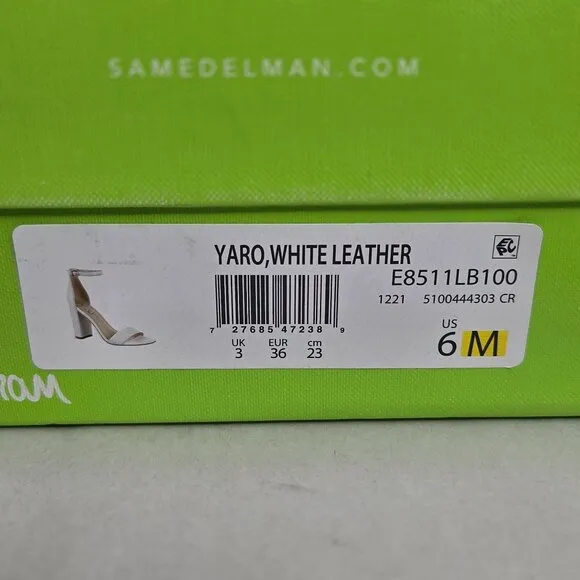 SAMEDELMAN.COM
YARO,WHITE LEATHER
E8511LB100
1221 5100444303 CR
7 27685 47238 9
UK EUR cm
3 36 23
US
6 M